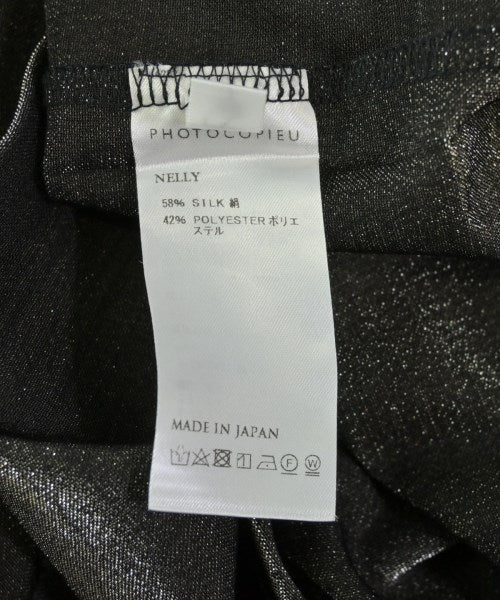 PHOTOCOPIEU
NELLY
58% SILK 絹
42% POLYESTER ポリエ
ステル
MADE IN JAPAN
F W